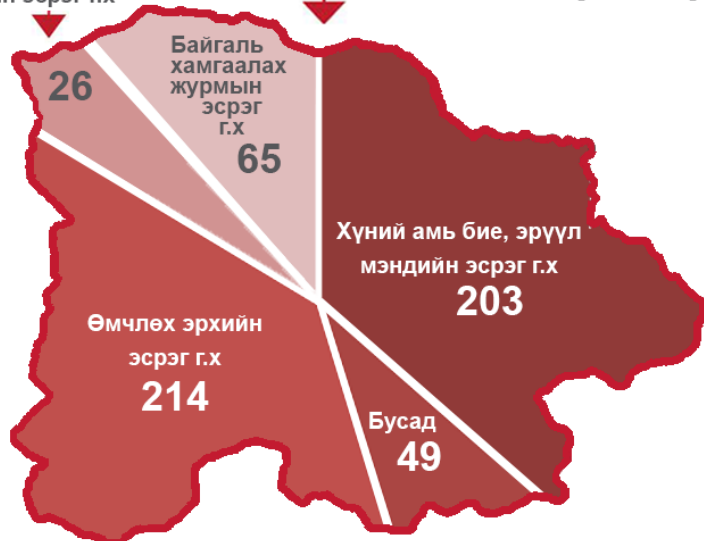 эсрэг г.х
26
Байгаль
хамгаалах
журмын
эсрэг
г.х
65
Хүний амь бие, эрүүл
мэндийн эсрэг г.х
203
Өмчлөх эрхийн
эсрэг г.х
214
Бусад
49